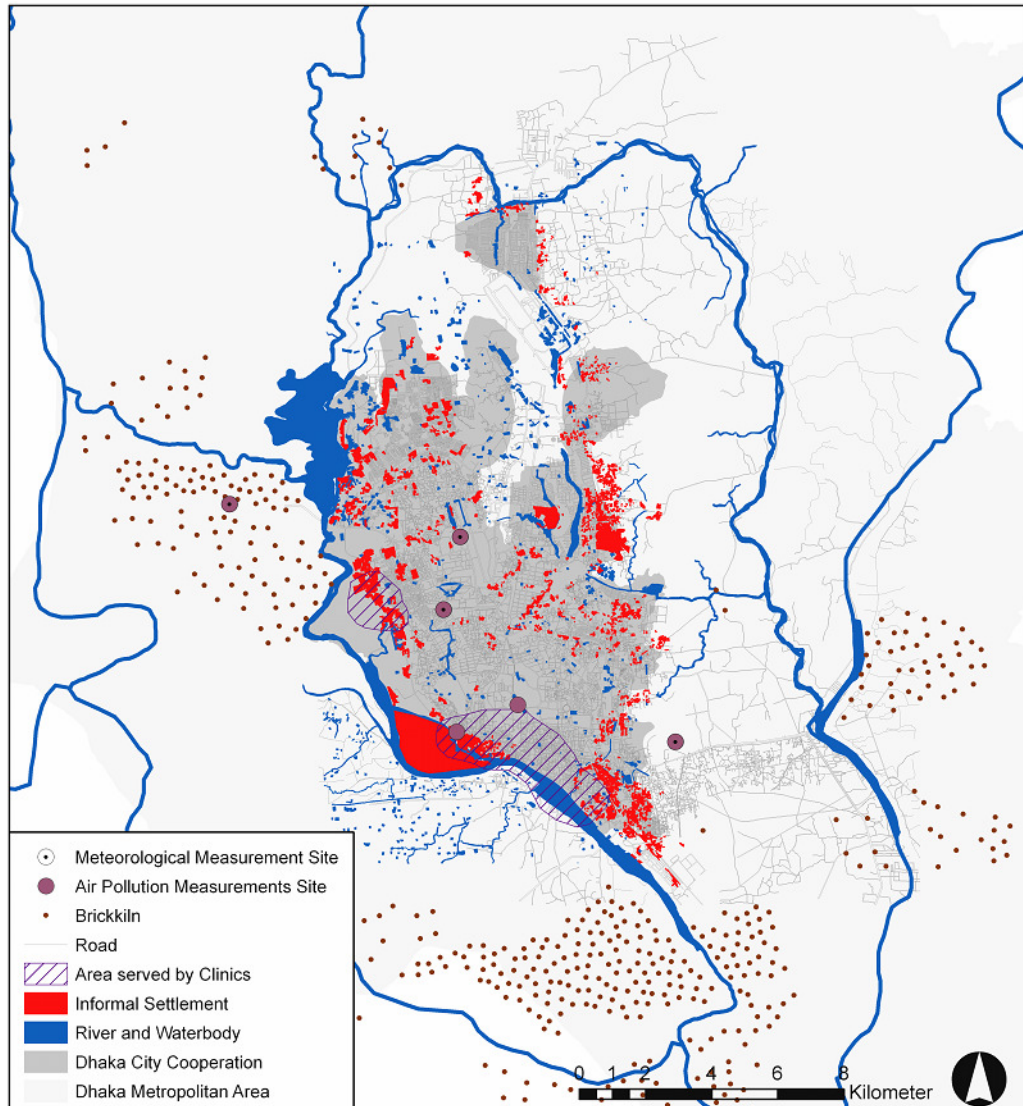 Meteorological Measurement Site
Air Pollution Measurements Site
Brickkiln
Road
Area served by Clinics
Informal Settlement
River and Waterbody
Dhaka City Cooperation
Dhaka Metropolitan Area
0 1 2 4 6 8
Kilometer